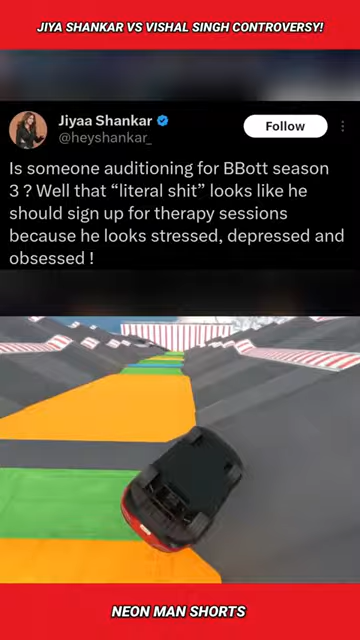 JIYA SHANKAR VS VISHAL SINGH CONTROVERSY!
Jiyaa Shankar
@heyshankar_
Follow
Is someone auditioning for BBott season
3 ? Well that “literal shit” looks like he
should sign up for therapy sessions
because he looks stressed, depressed and
obsessed !
NEON MAN SHORTS